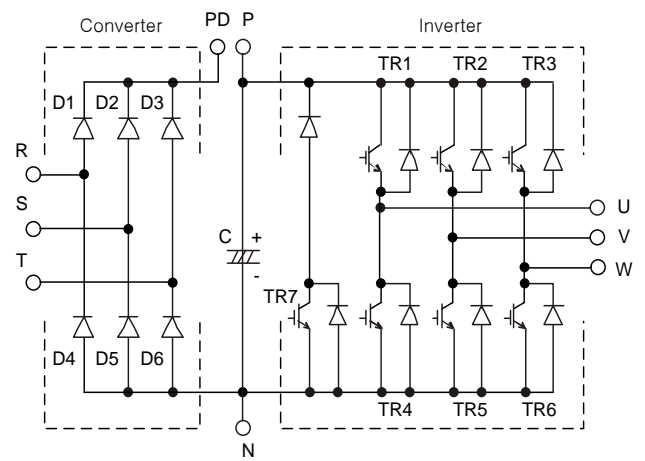 Converter PD P Inverter
TR1 TR2 TR3
D1 D2 D3
R
S U
C + V
T - W
TR7
D4 D5 D6
TR4 TR5 TR6
N